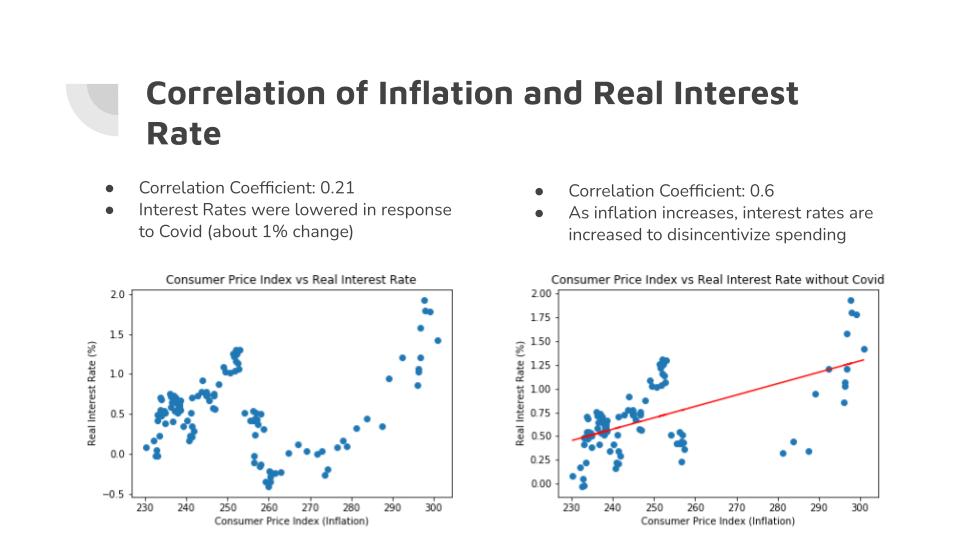 Correlation of Inflation and Real Interest
Rate
● Correlation Coefficient: 0.21
● Interest Rates were lowered in response
to Covid (about 1% change)
● Correlation Coefficient: 0.6
● As inflation increases, interest rates are
increased to disincentivize spending
Consumer Price Index vs Real Interest Rate
Real Interest Rate (%)
2.0
1.5
1.0
0.5
0.0
−0.5
230 240 250 260 270 280 290 300
Consumer Price Index (Inflation)
Consumer Price Index vs Real Interest Rate without Covid
Real Interest Rate (%)
2.00
1.75
1.50
1.25
1.00
0.75
0.50
0.25
0.00
230 240 250 260 270 280 290 300
Consumer Price Index (Inflation)